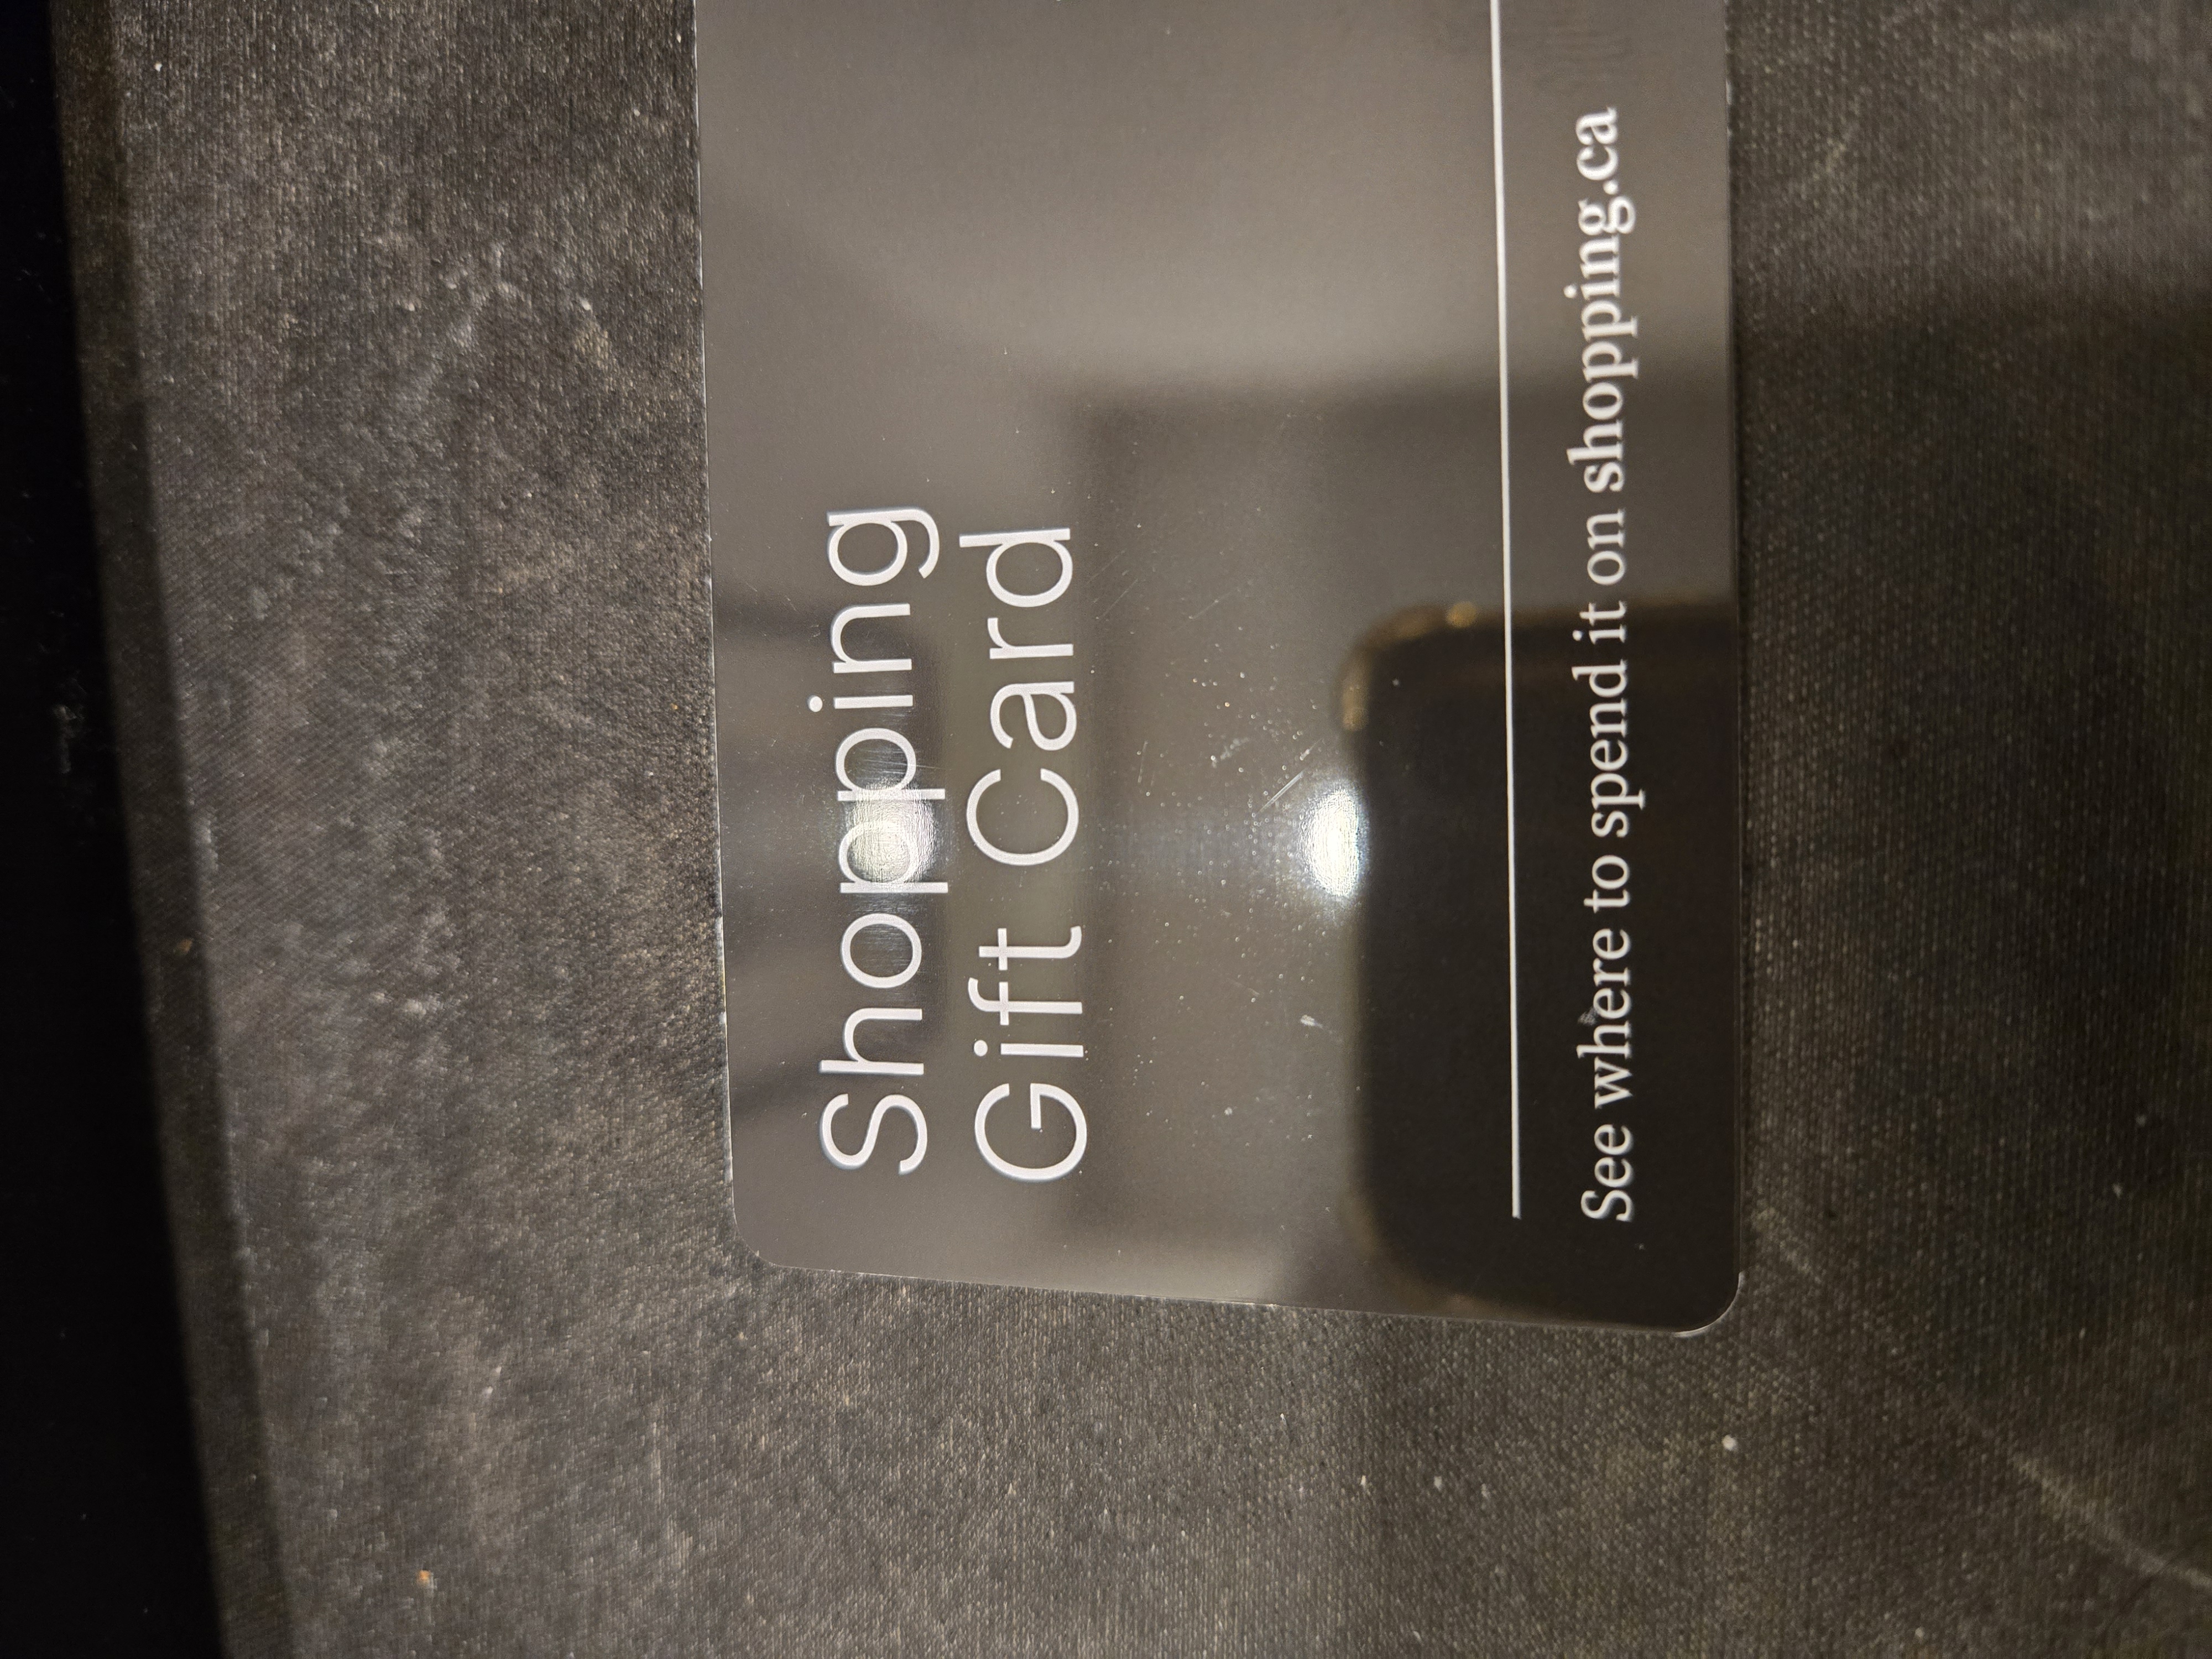 Shopping
Gift Card
See where to spend it on shopping.ca